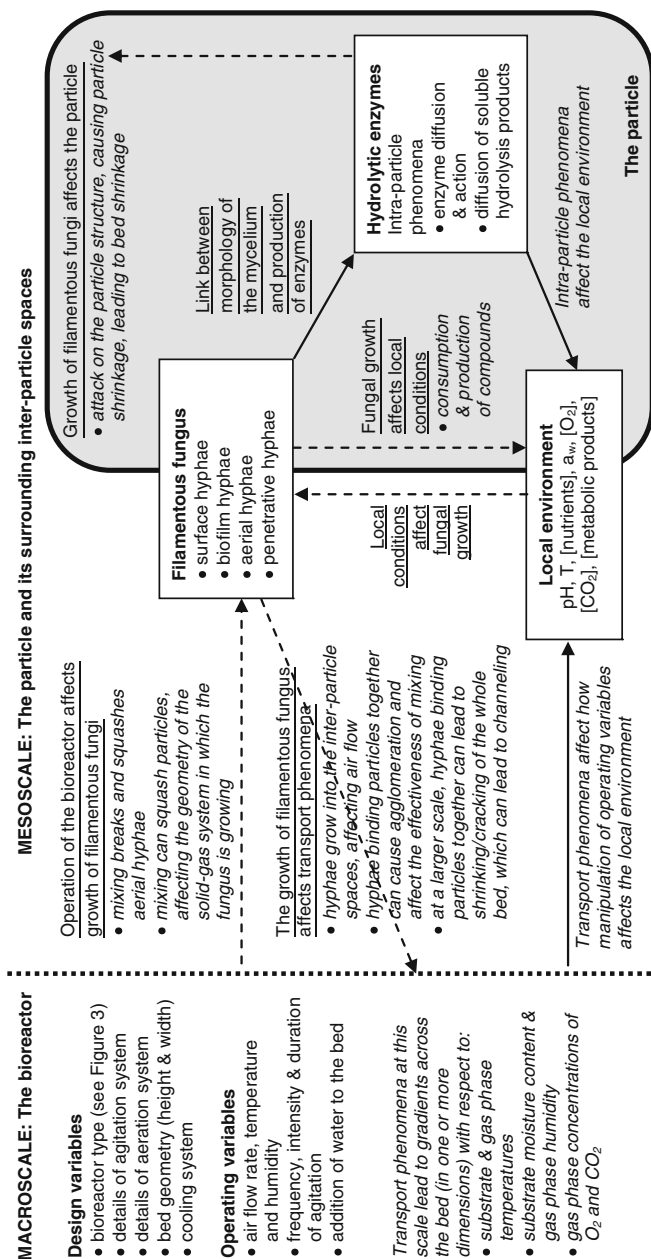 MACROSCALE: The bioreactor
Design variables
• bioreactor type (see Figure 3)
• details of agitation system
• details of aeration system
• bed geometry (height & width)
• cooling system
Operating variables
• air flow rate, temperature
and humidity
• frequency, intensity & duration
of agitation
• addition of water to the bed
Transport phenomena at this
scale lead to gradients across
the bed (in one or more
dimensions) with respect to:
• substrate & gas phase
temperatures
• substrate moisture content &
gas phase humidity
gas phase concentrations of
O2 and CO2
MESOSCALE: The particle and its surrounding inter-particle spaces
Operation of the bioreactor affects
growth of filamentous fungi
• mixing breaks and squashes
aerial hyphae
• mixing can squash particles,
affecting the geometry of the
solid-gas system in which the
fungus is growing
The growth of filamentous fungus
affects transport phenomena
• hyphae grow into the inter-particle
spaces, affecting air flow
• hyphae binding particles together
can cause agglomeration and
affect the effectiveness of mixing
• at a larger scale, hyphae binding
particles together can lead to
shrinking/cracking of the whole
bed, which can lead to channeling
Transport phenomena affect how
manipulation of operating variables
affects the local environment
Filamentous fungus
• surface hyphae
• biofilm hyphae
• aerial hyphae
• penetrative hyphae
Local
conditions
affect
fungal
growth
Fungal growth
affects local
conditions
• consumption
& production
of compounds
Local environment
pH, T, [nutrients], aw, [O2],
[CO2], [metabolic products]
Growth of filamentous fungi affects the particle
• attack on the particle structure, causing particle
shrinkage, leading to bed shrinkage
Link between
morphology of
the mycelium
and production
of enzymes
Hydrolytic enzymes
Intra-particle
phenomena
• enzyme diffusion
& action
• diffusion of soluble
hydrolysis products
Intra-particle phenomena
affect the local environment
The particle